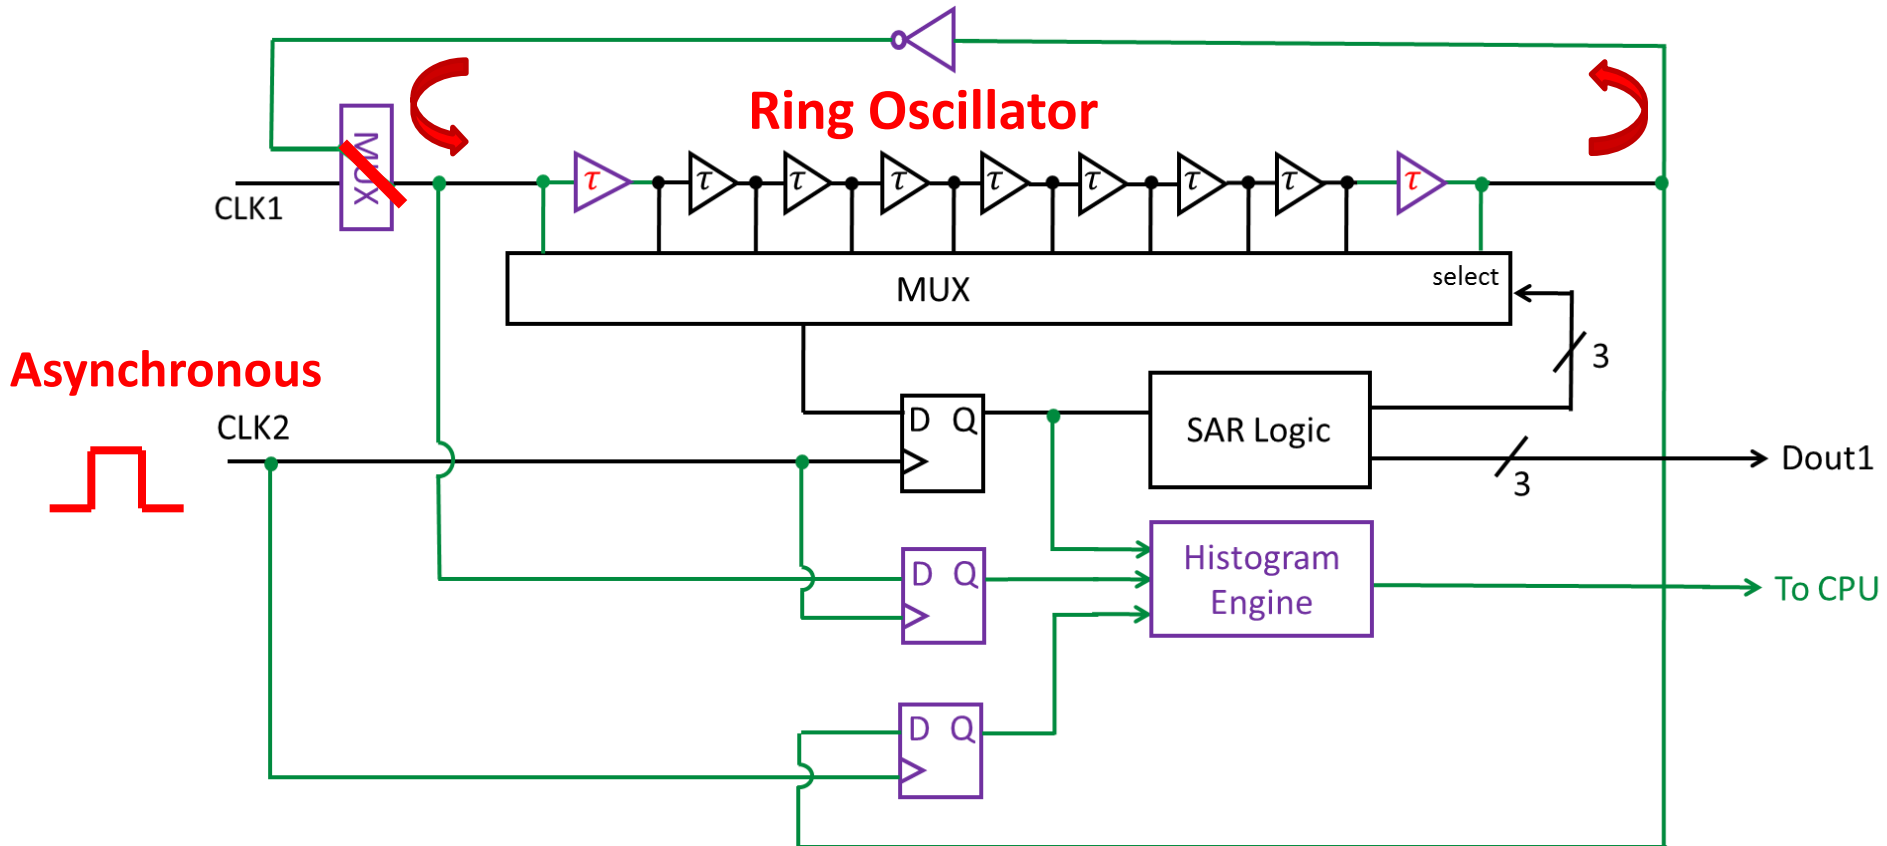 Ring Oscillator
MUX
CLK1
τ τ τ τ τ τ τ τ τ
MUX
select
3
Asynchronous
CLK2
D Q
SAR Logic
3
Dout1
D Q
Histogram
Engine
To CPU
D Q